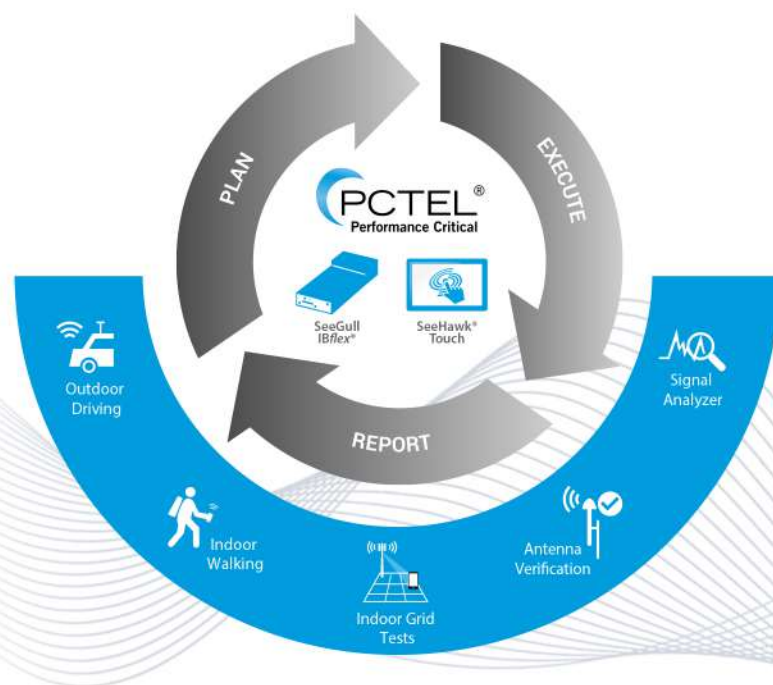 PLAN
EXECUTE
PCTEL®
Performance Critical
SeeGull
IBflex®
SeeHawk®
Touch
REPORT
Outdoor
Driving
Indoor
Walking
Indoor Grid
Tests
Antenna
Verification
Signal
Analyzer